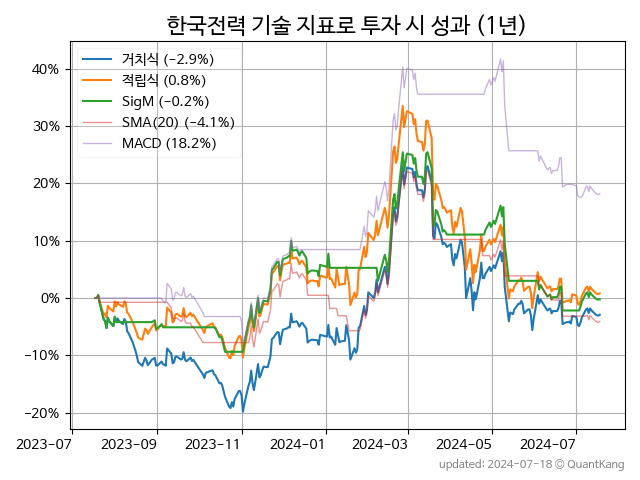 한국전력 기술 지표로 투자 시 성과 (1년)
거치식 (−2.9%)
적립식 (0.8%)
SigM (−0.2%)
SMA(20) (−4.1%)
MACD (18.2%)
40%
30%
20%
10%
0%
−10%
−20%
2023-07 2023-09 2023-11 2024-01 2024-03 2024-05 2024-07
updated: 2024-07-18 ⓒ QuantKang